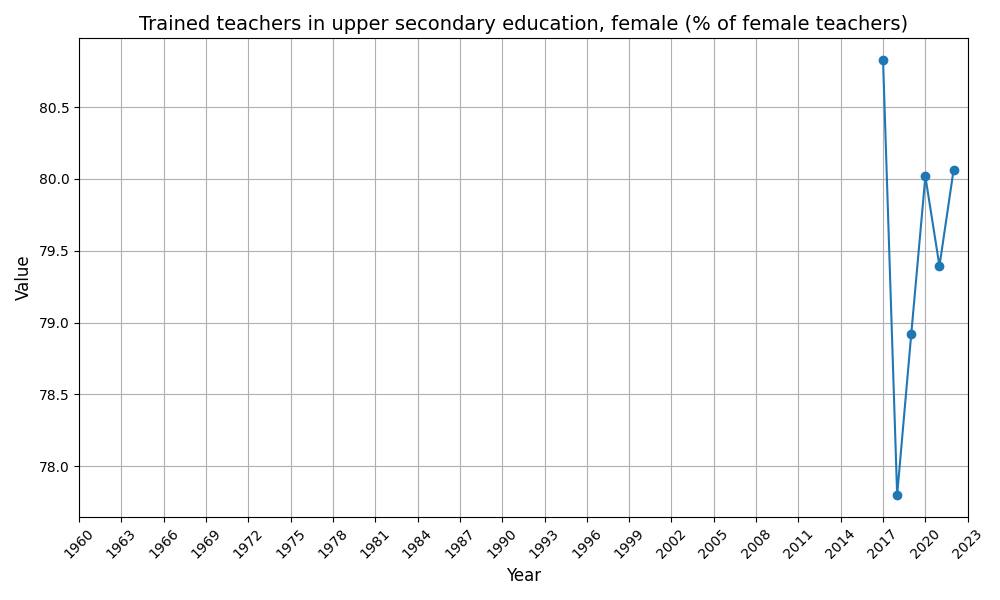 Trained teachers in upper secondary education, female (% of female teachers)
Value
80.5
80.0
79.5
79.0
78.5
78.0
1960 1963 1966 1969 1972 1975 1978 1981 1984 1987 1990 1993 1996 1999 2002 2005 2008 2011 2014 2017 2020 2023
Year